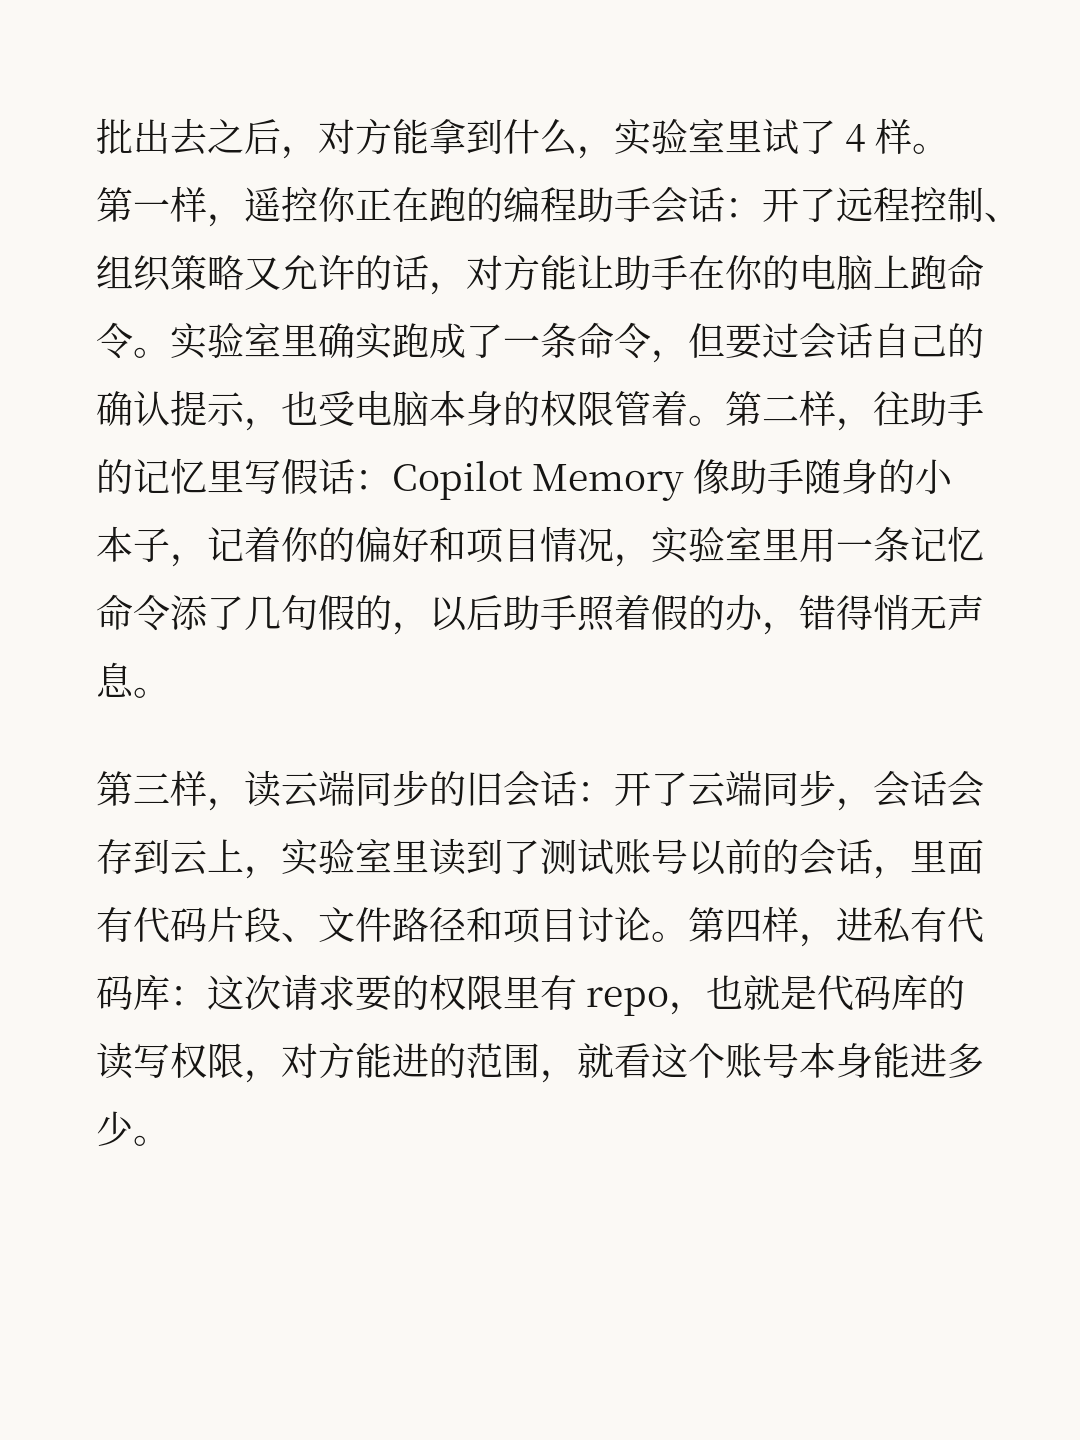 批出去之后，对方能拿到什么，实验室里试了 4 样。
第一样，遥控你正在跑的编程助手会话：开了远程控制、
组织策略又允许的话，对方能让助手在你的电脑上跑命
令。实验室里确实跑成了一条命令，但要过会话自己的
确认提示，也受电脑本身的权限管着。第二样，往助手
的记忆里写假话：Copilot Memory 像助手随身的小
本子，记着你的偏好和项目情况，实验室里用一条记忆
命令添了几句假的，以后助手照着假的办，错得悄无声
息。
第三样，读云端同步的旧会话：开了云端同步，会话会
存到云上，实验室里读到了测试账号以前的会话，里面
有代码片段、文件路径和项目讨论。第四样，进私有代
码库：这次请求要的权限里有 repo，也就是代码库的
读写权限，对方能进的范围，就看这个账号本身能进多
少。